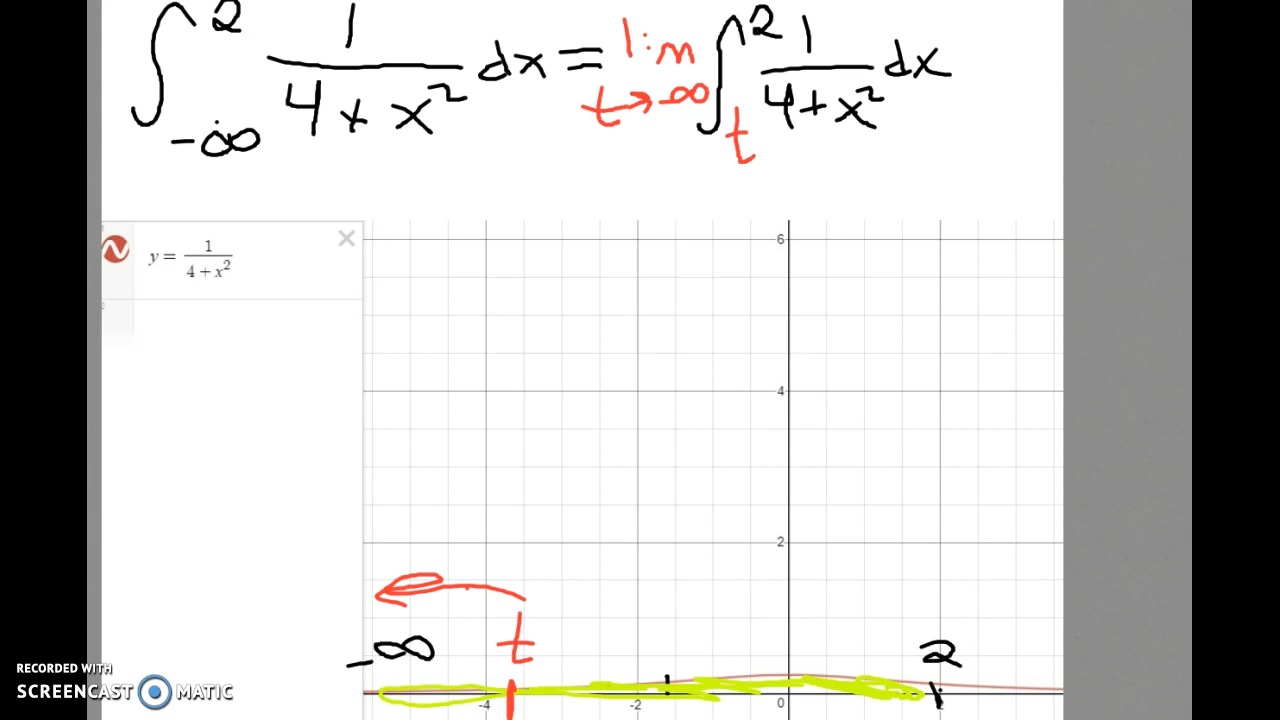 ∫_{-∞}^{2} 1/(4+x²) dx = lim_{t→-∞} ∫_{t}^{2} 1/(4+x²) dx
y = 1/(4+x²)
6
4
2
t
-∞
2
-4 -2 0 2
RECORDED WITH
SCREENCAST MATIC